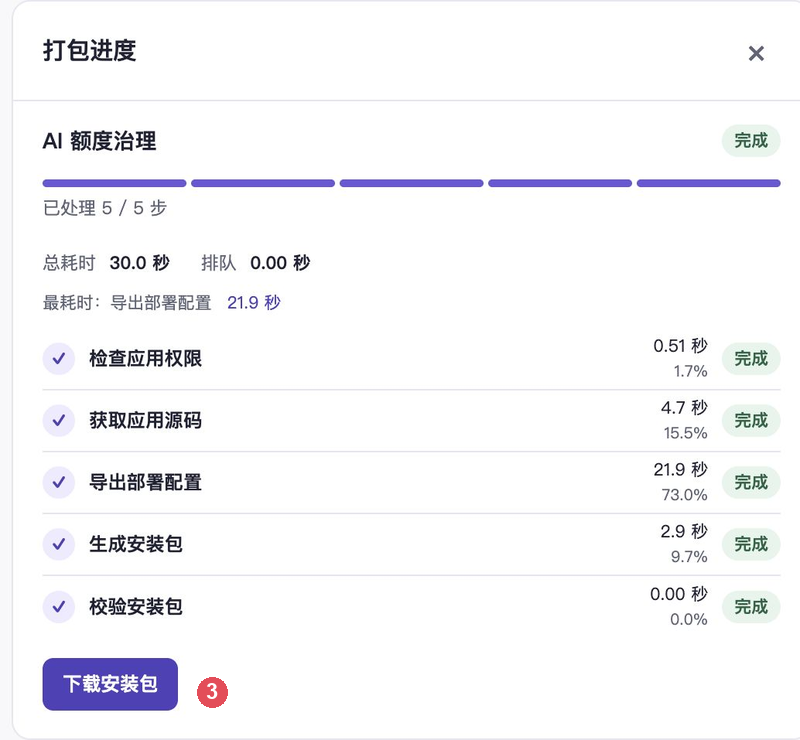 打包进度
AI 额度治理
完成
已处理 5 / 5 步
总耗时 30.0 秒 排队 0.00 秒
最耗时：导出部署配置 21.9 秒
检查应用权限
0.51 秒
1.7%
完成
获取应用源码
4.7 秒
15.5%
完成
导出部署配置
21.9 秒
73.0%
完成
生成安装包
2.9 秒
9.7%
完成
校验安装包
0.00 秒
0.0%
完成
下载安装包
3